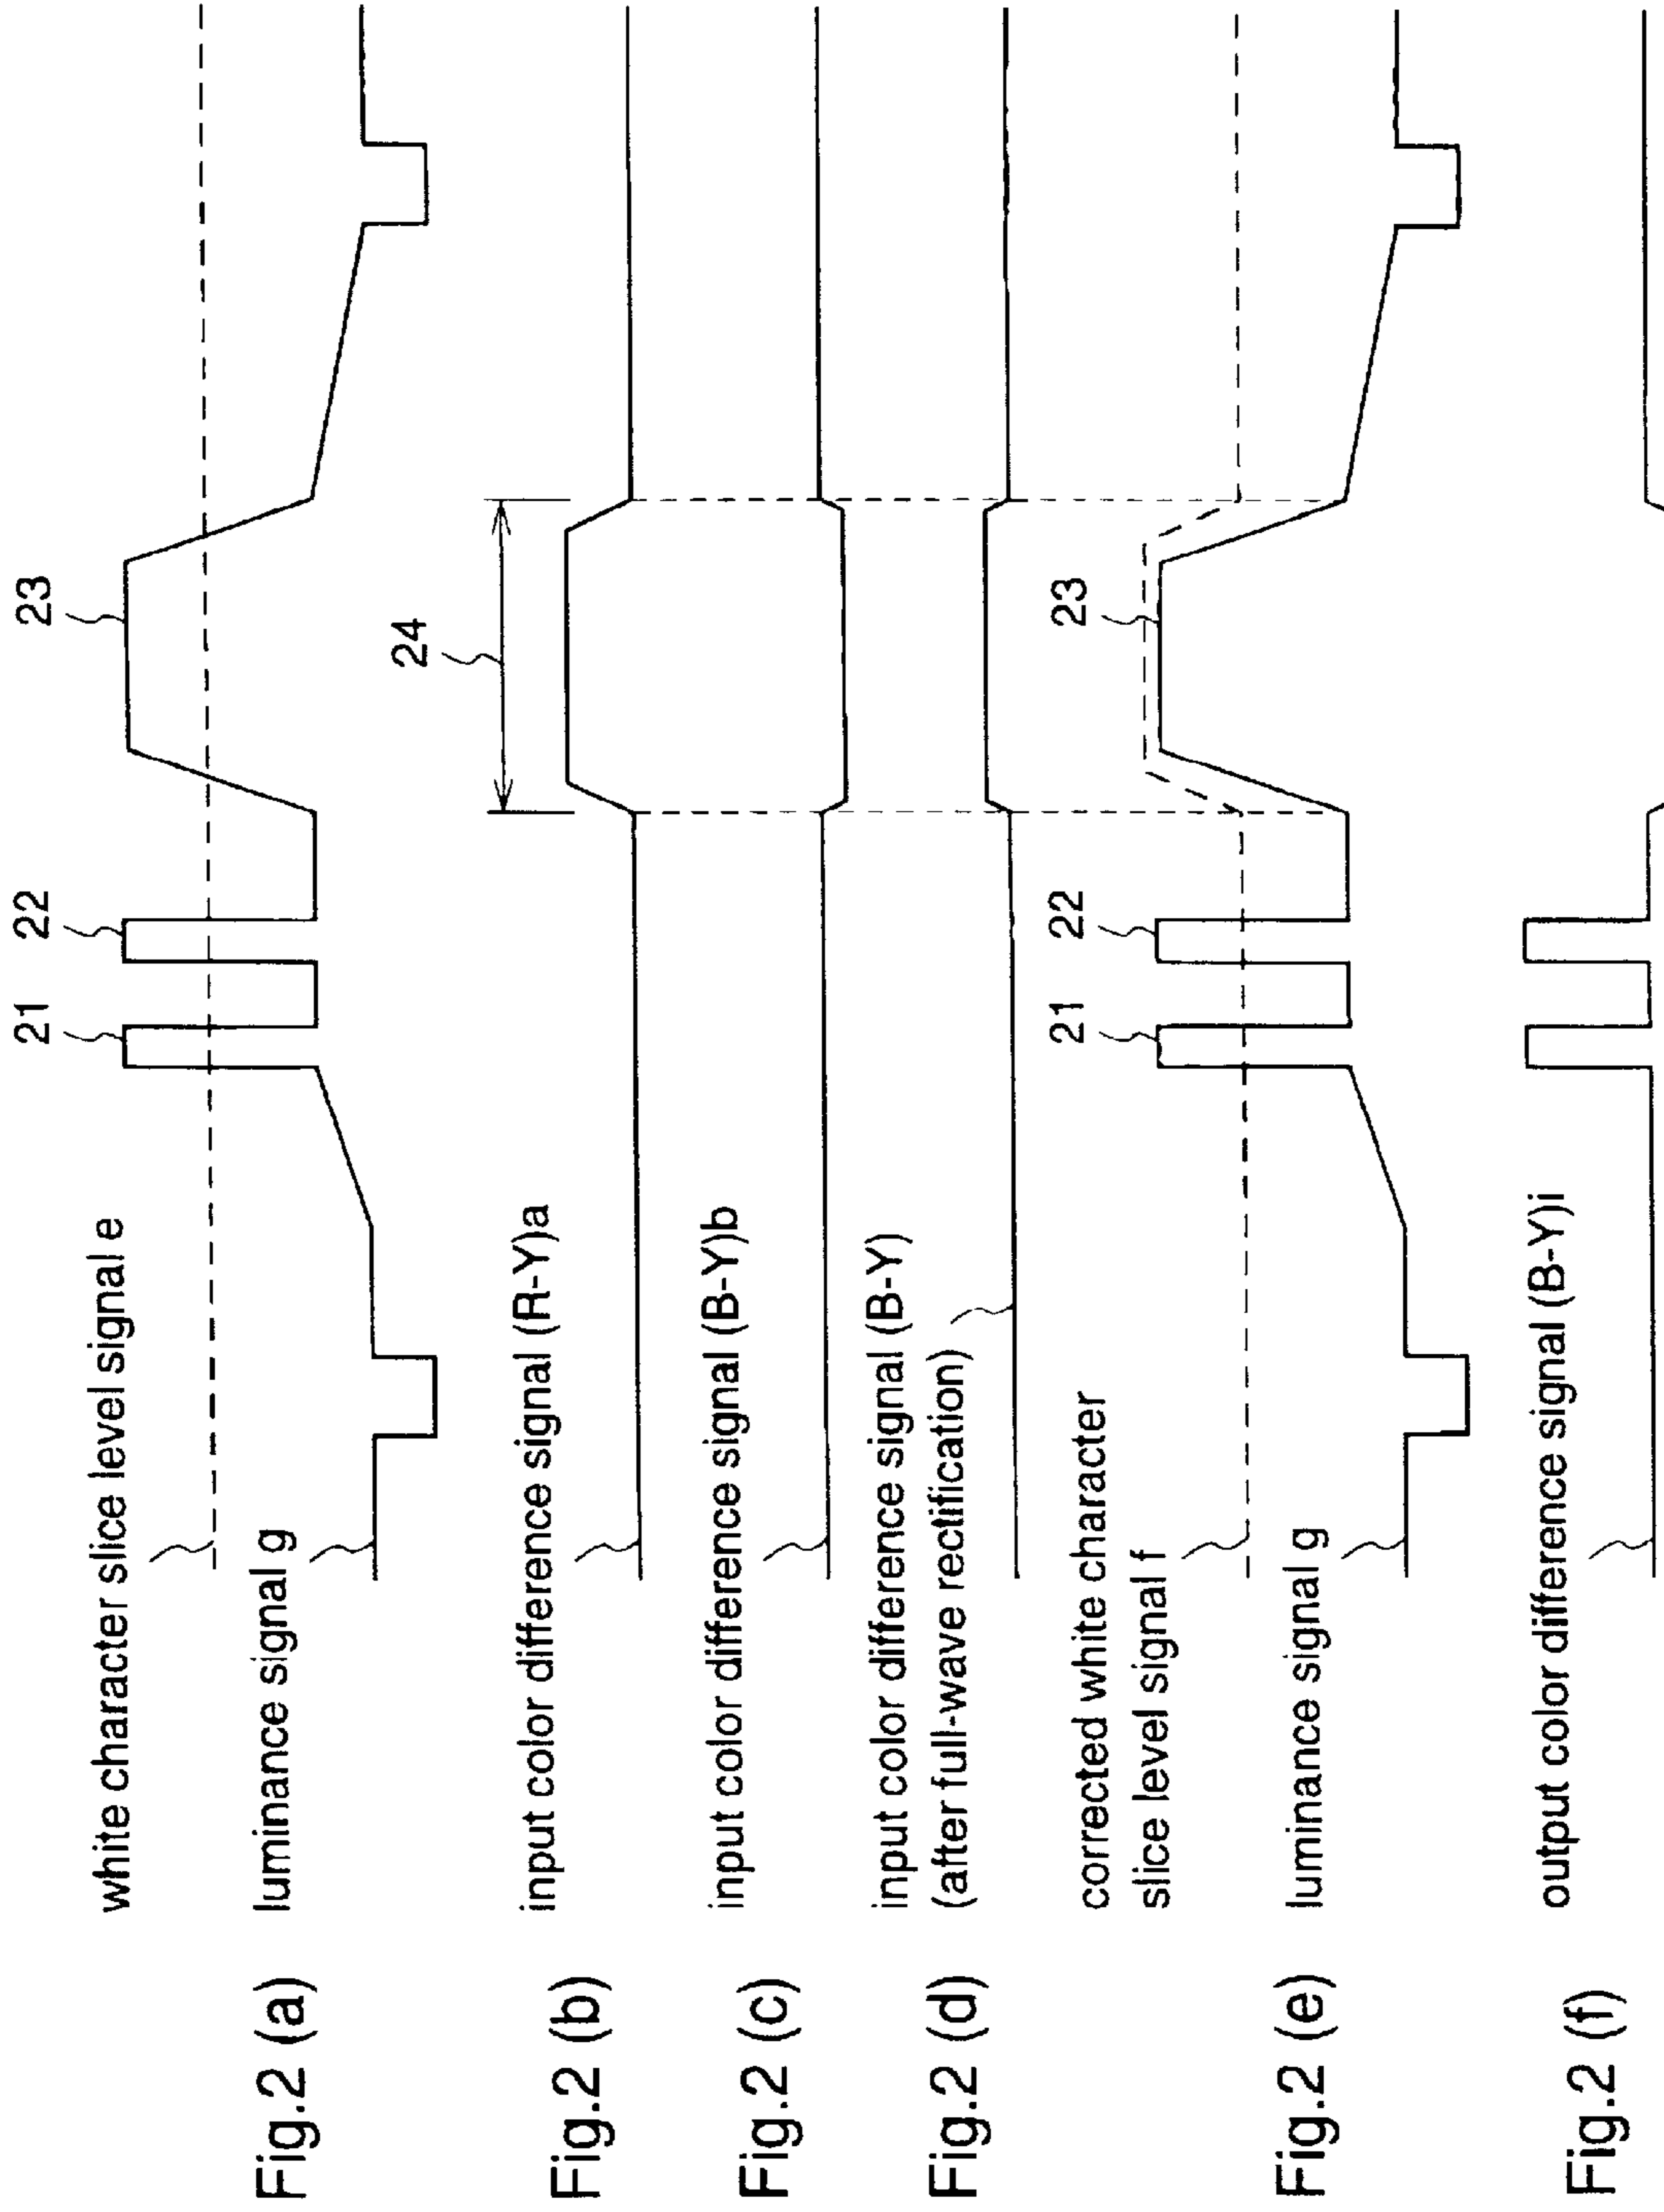 23
22
21
white character slice level signal e
luminance signal g
Fig.2 (a)
24
input color difference signal (R-Y)a
Fig.2 (b)
input color difference signal (B-Y)b
Fig.2 (c)
input color difference signal (B-Y)
(after full-wave rectification)
Fig.2 (d)
23
22
21
corrected white character
slice level signal f
luminance signal g
Fig.2 (e)
output color difference signal (B-Y)i
Fig.2 (f)